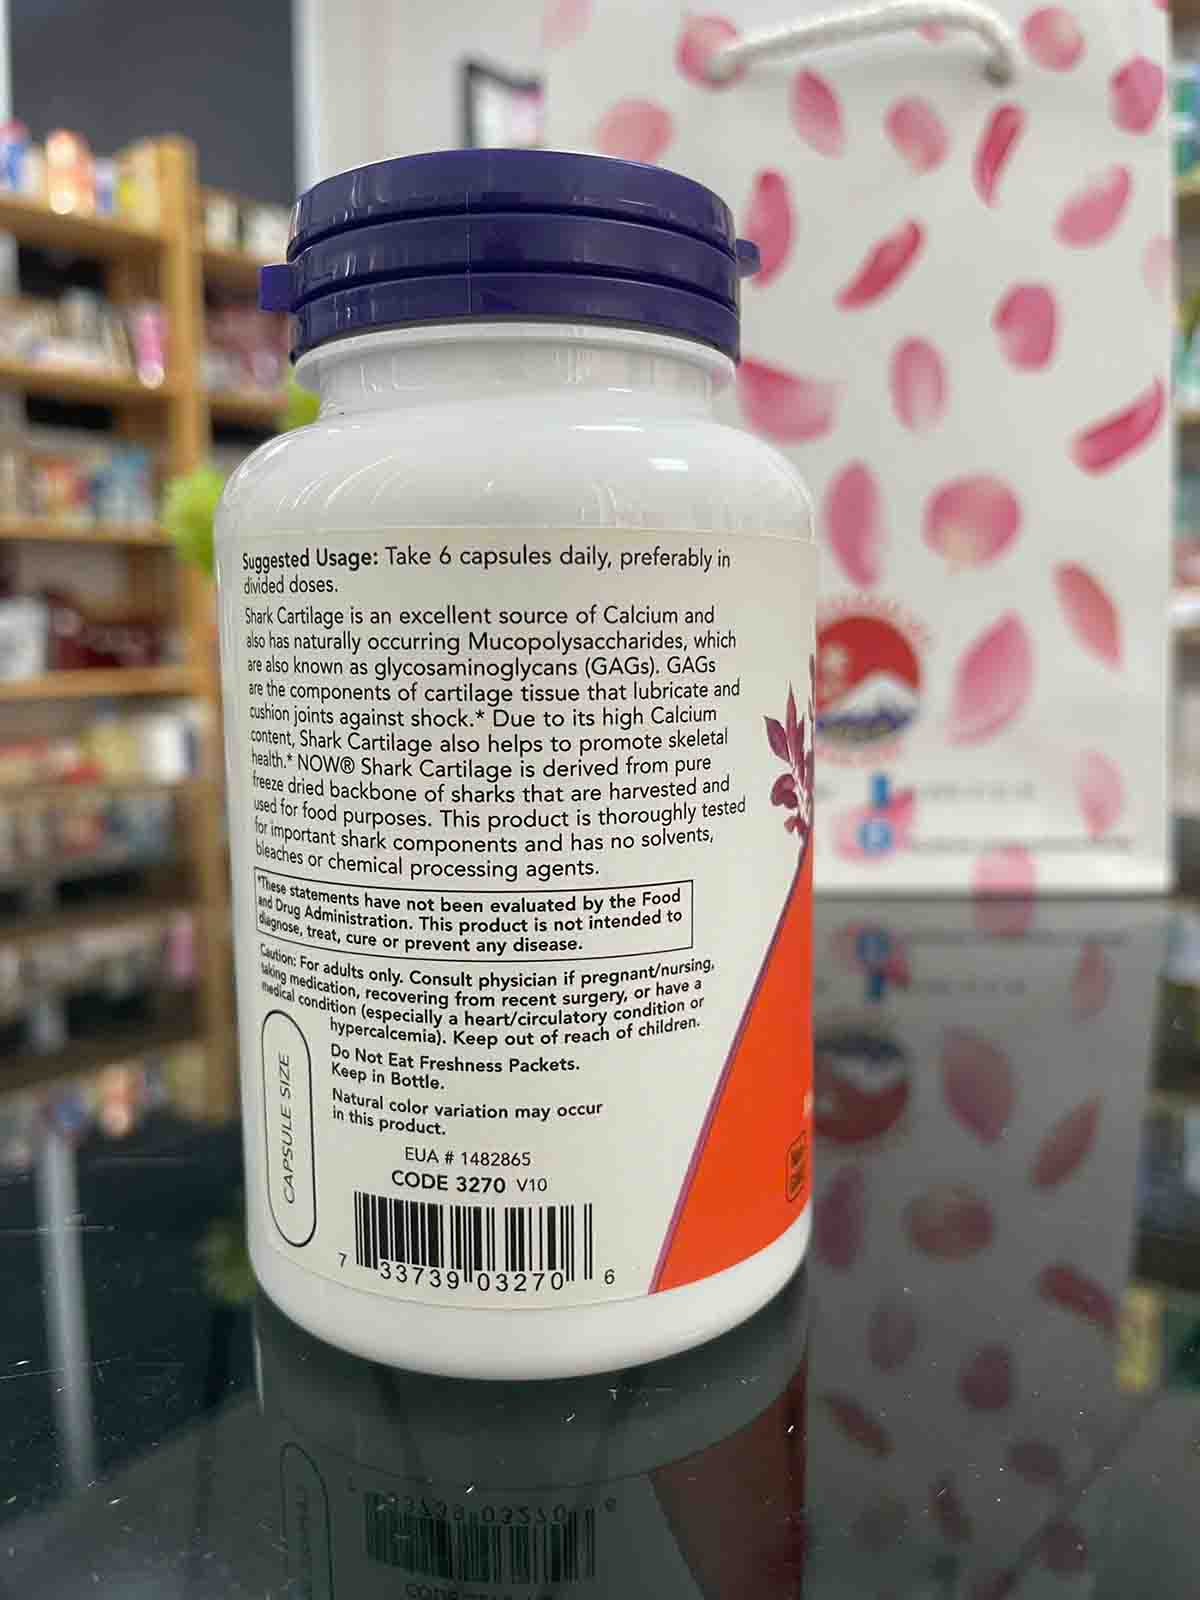 Suggested Usage: Take 6 capsules daily, preferably in
divided doses.
Shark Cartilage is an excellent source of Calcium and
also has naturally occurring Mucopolysaccharides, which
are also known as glycosaminoglycans (GAGs). GAGs
are the components of cartilage tissue that lubricate and
cushion joints against shock.* Due to its high Calcium
content, Shark Cartilage also helps to promote skeletal
health.* NOW® Shark Cartilage is derived from pure
freeze dried backbone of sharks that are harvested and
used for food purposes. This product is thoroughly tested
for important shark components and has no solvents,
bleaches or chemical processing agents.
*These statements have not been evaluated by the Food
and Drug Administration. This product is not intended to
diagnose, treat, cure or prevent any disease.
Caution: For adults only. Consult physician if pregnant/nursing,
taking medication, recovering from recent surgery, or have a
medical condition (especially a heart/circulatory condition or
hypercalcemia). Keep out of reach of children.
Do Not Eat Freshness Packets.
Keep in Bottle.
Natural color variation may occur
in this product.
CAPSULE SIZE
EUA # 1482865
CODE 3270 V10
7 33739 03270 6